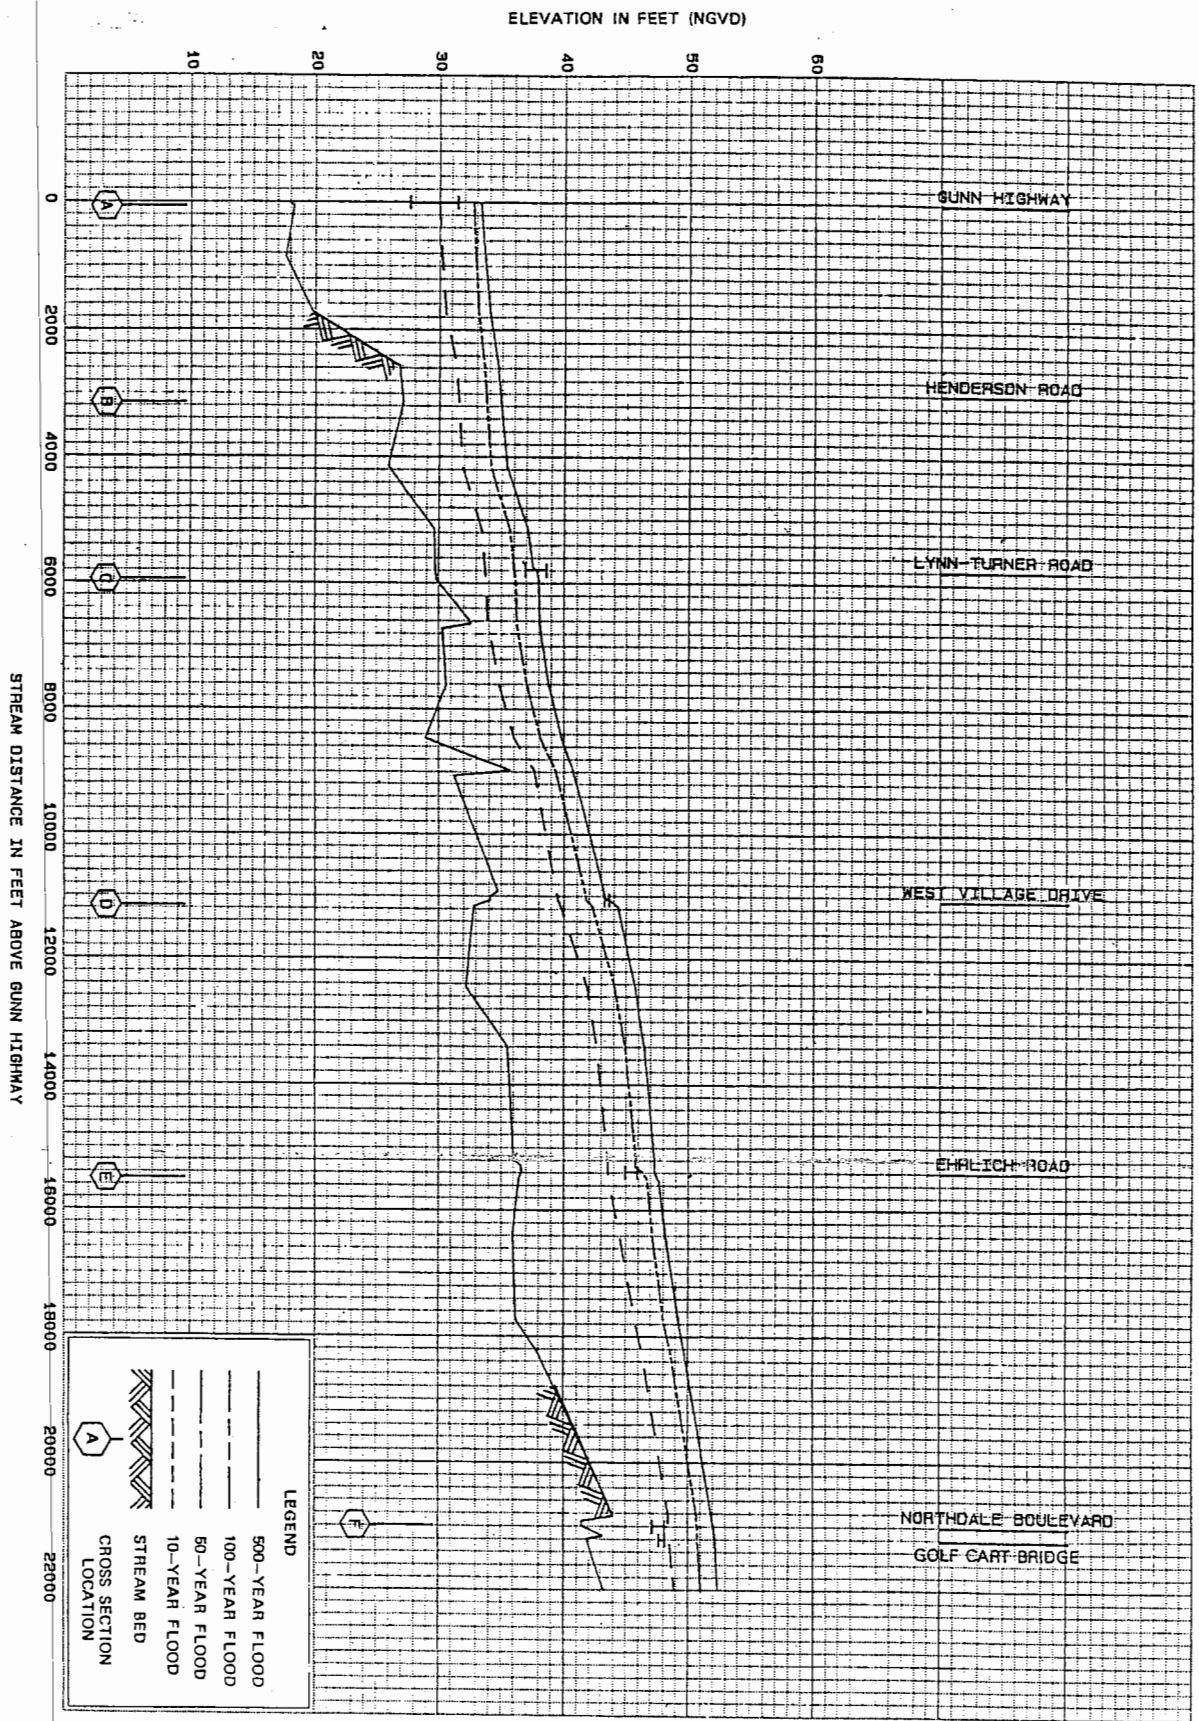 ELEVATION IN FEET (NGVD)
10
20
30
40
50
60
GUNN HIGHWAY
HENDERSON ROAD
LYNN-TURNER ROAD
WEST VILLAGE DRIVE
EHRLICH ROAD
NORTHDALE BOULEVARD
GOLF CART BRIDGE
0
2000
4000
6000
8000
10000
12000
14000
16000
18000
20000
22000
A
B
C
D
E
F
STREAM DISTANCE IN FEET ABOVE GUNN HIGHWAY
LEGEND
500-YEAR FLOOD
100-YEAR FLOOD
50-YEAR FLOOD
10-YEAR FLOOD
STREAM BED
A
CROSS SECTION
LOCATION